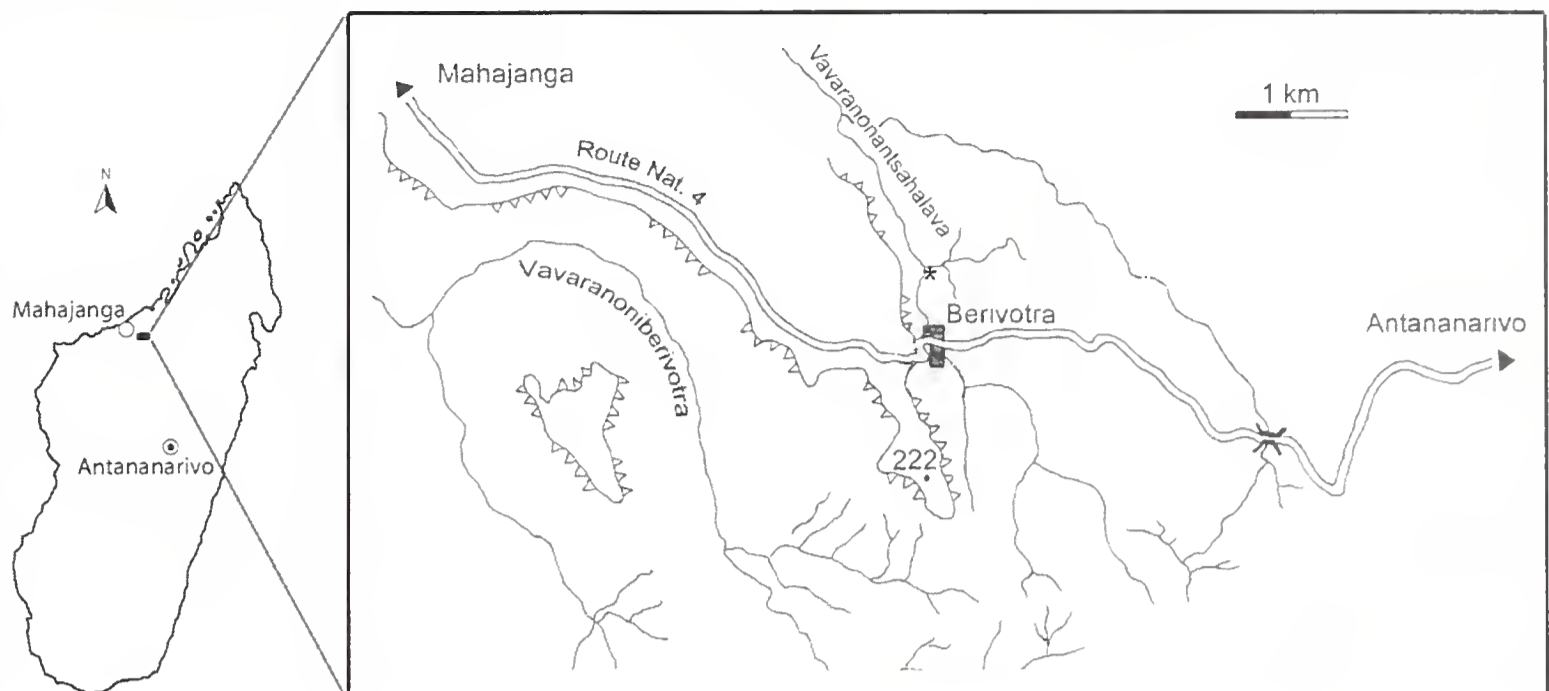 N
Mahajanga
Antananarivo
Mahajanga
Route Nat. 4
Vavaranonantsahalava
1 km
Vavaranoniberivotra
*
Berivotra
Antananarivo
222